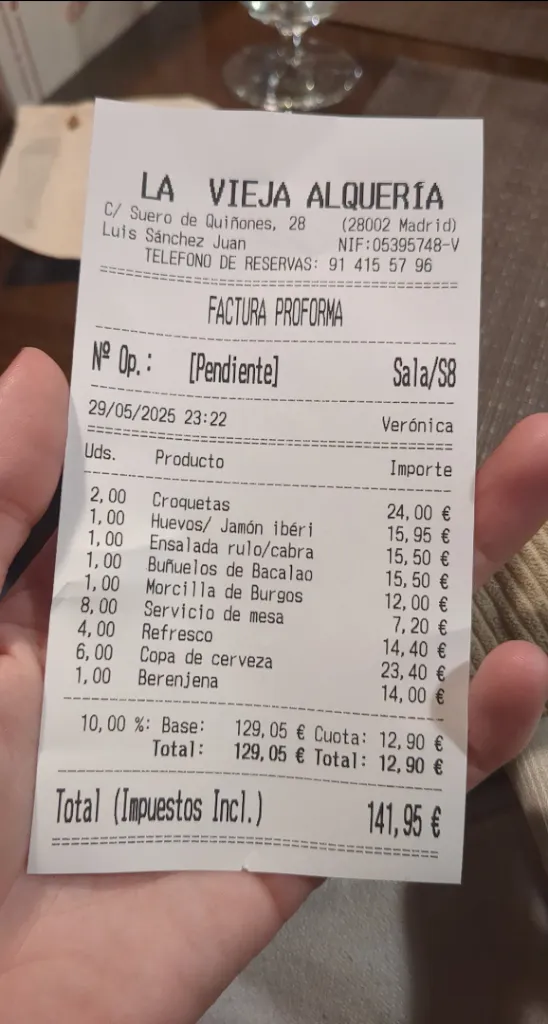 LA VIEJA ALQUERÍA
C/ Suero de Quiñones, 28 (28002 Madrid)
Luis Sánchez Juan NIF:05395748-V
TELEFONO DE RESERVAS: 91 415 57 96
FACTURA PROFORMA
Nº Op.: [Pendiente] Sala/S8
29/05/2025 23:22 Verónica
Uds. Producto Importe
2,00 Croquetas 24,00 €
1,00 Huevos/ Jamón ibéri 15,95 €
1,00 Ensalada rulo/cabra 15,50 €
1,00 Buñuelos de Bacalao 15,50 €
1,00 Morcilla de Burgos 12,00 €
8,00 Servicio de mesa 7,20 €
4,00 Refresco 14,40 €
6,00 Copa de cerveza 23,40 €
1,00 Berenjena 14,00 €
10,00 %: Base: 129,05 € Cuota: 12,90 €
Total: 129,05 € Total: 12,90 €
Total (Impuestos Incl.) 141,95 €